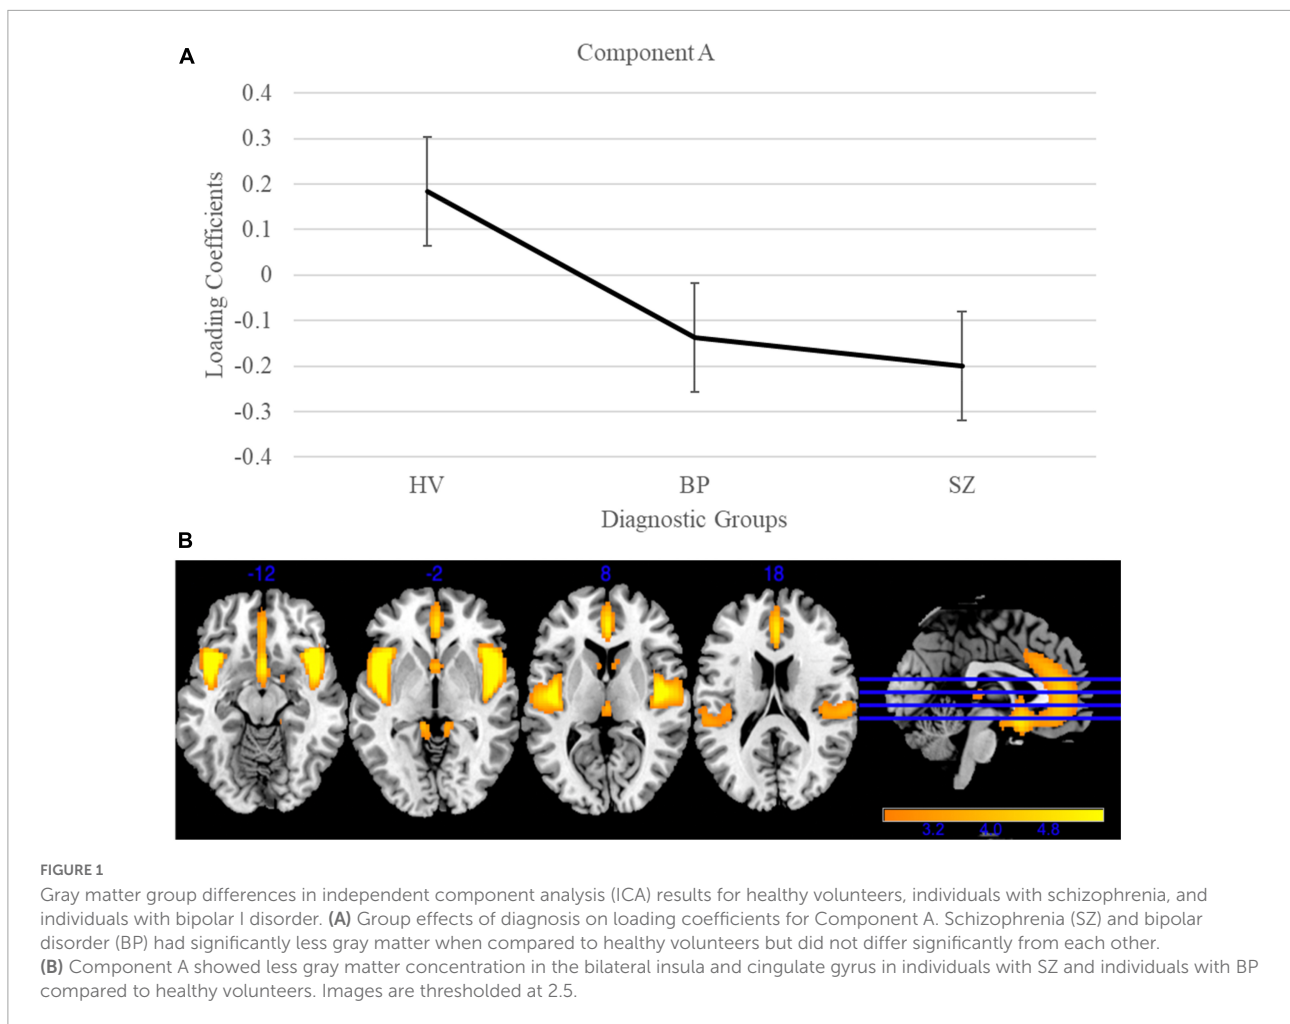 A
Component A
0.4
0.3
0.2
0.1
0
-0.1
-0.2
-0.3
-0.4
Loading Coefficients
HV BP SZ
Diagnostic Groups
B
-12 -2 8 18
3.2 4.0 4.8
FIGURE 1
Gray matter group differences in independent component analysis (ICA) results for healthy volunteers, individuals with schizophrenia, and
individuals with bipolar I disorder. (A) Group effects of diagnosis on loading coefficients for Component A. Schizophrenia (SZ) and bipolar
disorder (BP) had significantly less gray matter when compared to healthy volunteers but did not differ significantly from each other.
(B) Component A showed less gray matter concentration in the bilateral insula and cingulate gyrus in individuals with SZ and individuals with BP
compared to healthy volunteers. Images are thresholded at 2.5.